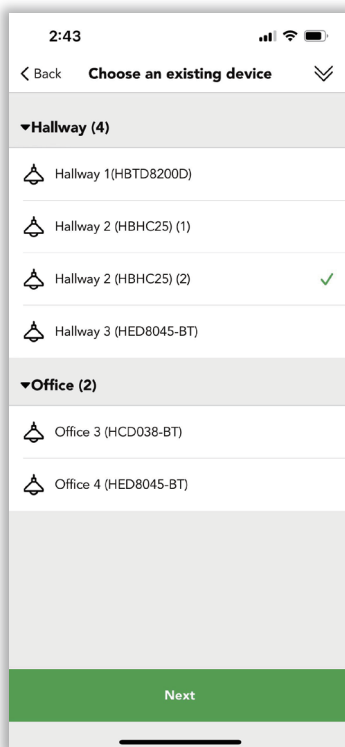 2:43
Back Choose an existing device
Hallway (4)
Hallway 1(HBTD8200D)
Hallway 2 (HBHC25) (1)
Hallway 2 (HBHC25) (2)
Hallway 3 (HED8045-BT)
Office (2)
Office 3 (HCD038-BT)
Office 4 (HED8045-BT)
Next